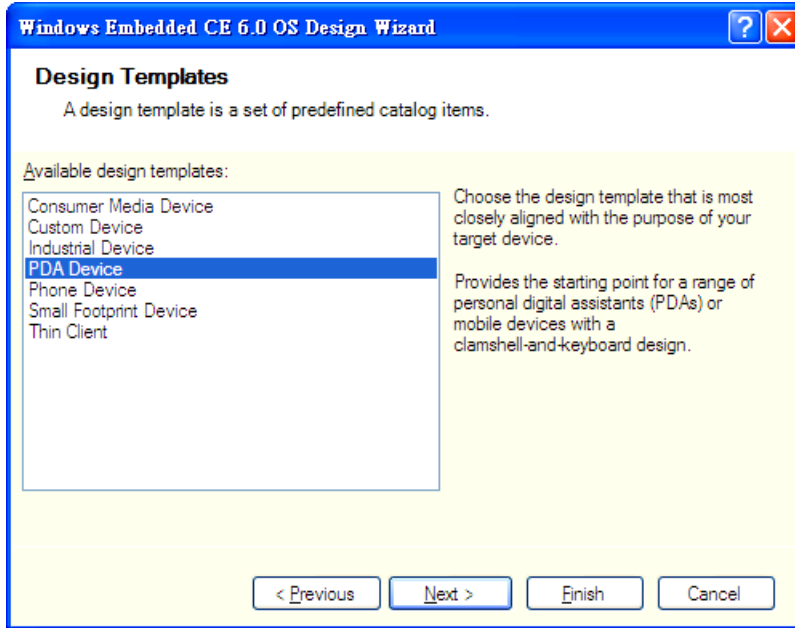 Windows Embedded CE 6.0 OS Design Wizard
?
Design Templates
A design template is a set of predefined catalog items.
Available design templates:
Consumer Media Device
Custom Device
Industrial Device
PDA Device
Phone Device
Small Footprint Device
Thin Client
Choose the design template that is most
closely aligned with the purpose of your
target device.
Provides the starting point for a range of
personal digital assistants (PDAs) or
mobile devices with a
clamshell-and-keyboard design.
< Previous
Next >
Finish
Cancel